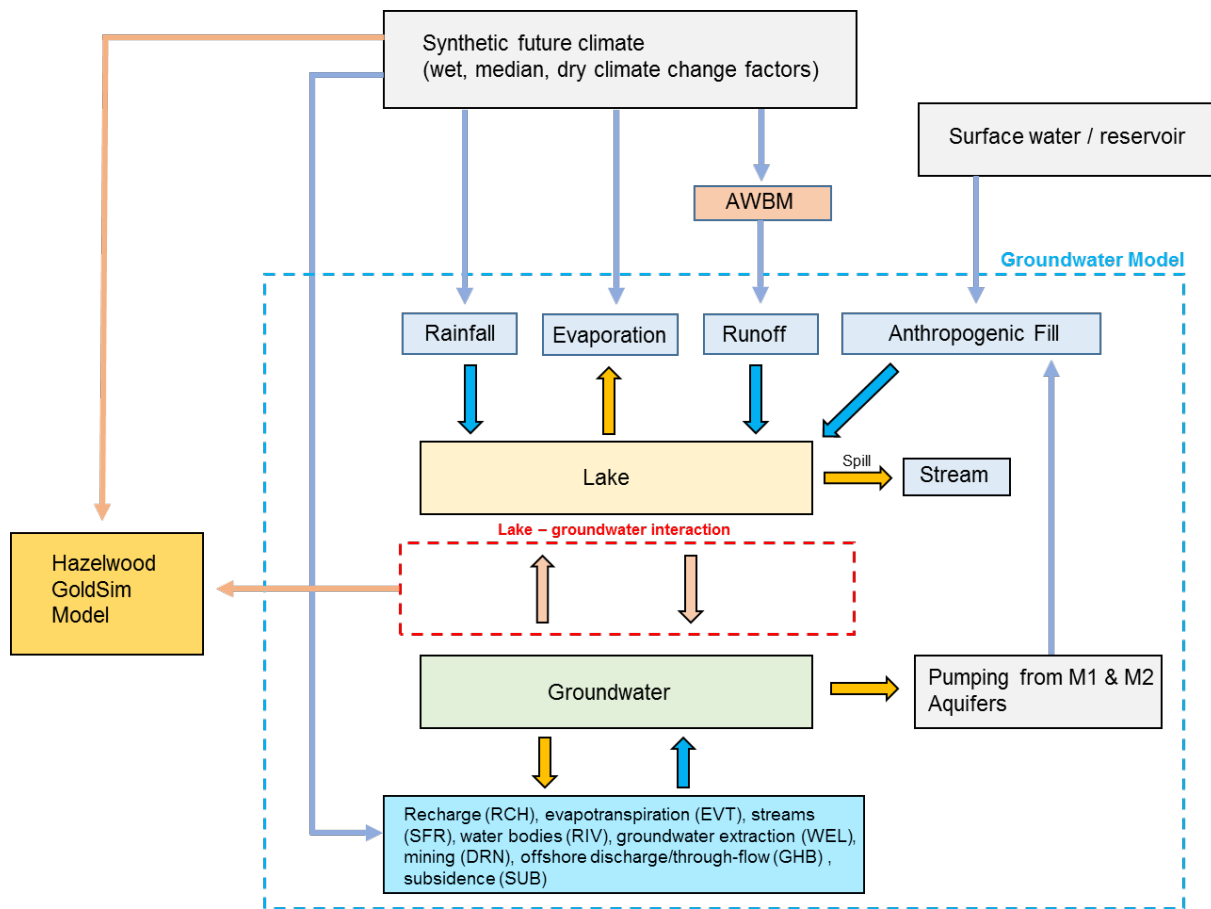 Synthetic future climate
(wet, median, dry climate change factors)
Surface water / reservoir
AWBM
Groundwater Model
Rainfall
Evaporation
Runoff
Anthropogenic Fill
Lake
Spill
Stream
Lake – groundwater interaction
Hazelwood
GoldSim
Model
Groundwater
Pumping from M1 & M2
Aquifers
Recharge (RCH), evapotranspiration (EVT), streams
(SFR), water bodies (RIV), groundwater extraction (WEL),
mining (DRN), offshore discharge/through-flow (GHB) ,
subsidence (SUB)